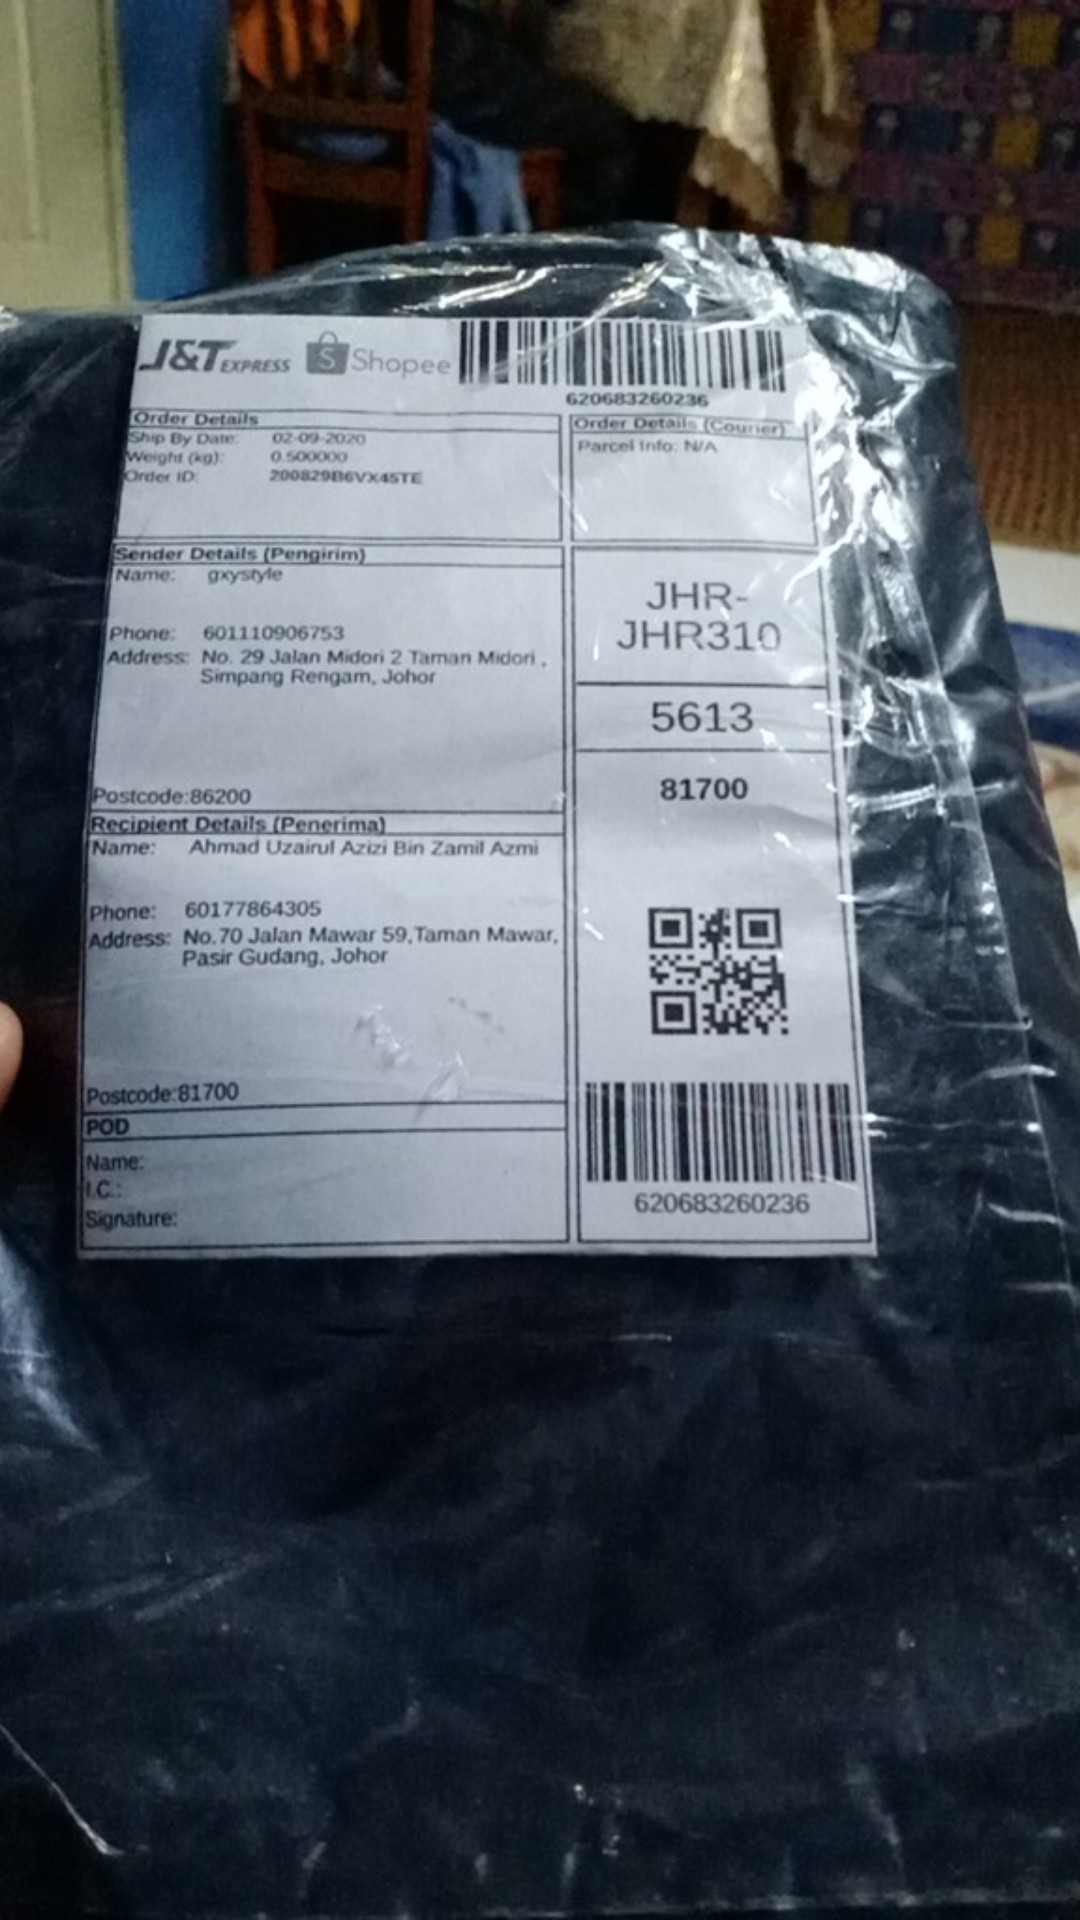 J&T EXPRESS Shopee
620683260236
Order Details
Ship By Date: 02-09-2020
Weight (kg): 0.500000
Order ID: 200829B6VX45TE
Order Details (Courier)
Parcel Info: N/A
Sender Details (Pengirim)
Name: gxystyle
Phone: 601110906753
Address: No. 29 Jalan Midori 2 Taman Midori ,
Simpang Rengam, Johor
Postcode:86200
JHR-
JHR310
5613
81700
Recipient Details (Penerima)
Name: Ahmad Uzairul Azizi Bin Zamil Azmi
Phone: 60177864305
Address: No.70 Jalan Mawar 59,Taman Mawar,
Pasir Gudang, Johor
Postcode:81700
POD
Name:
I.C.:
Signature:
620683260236